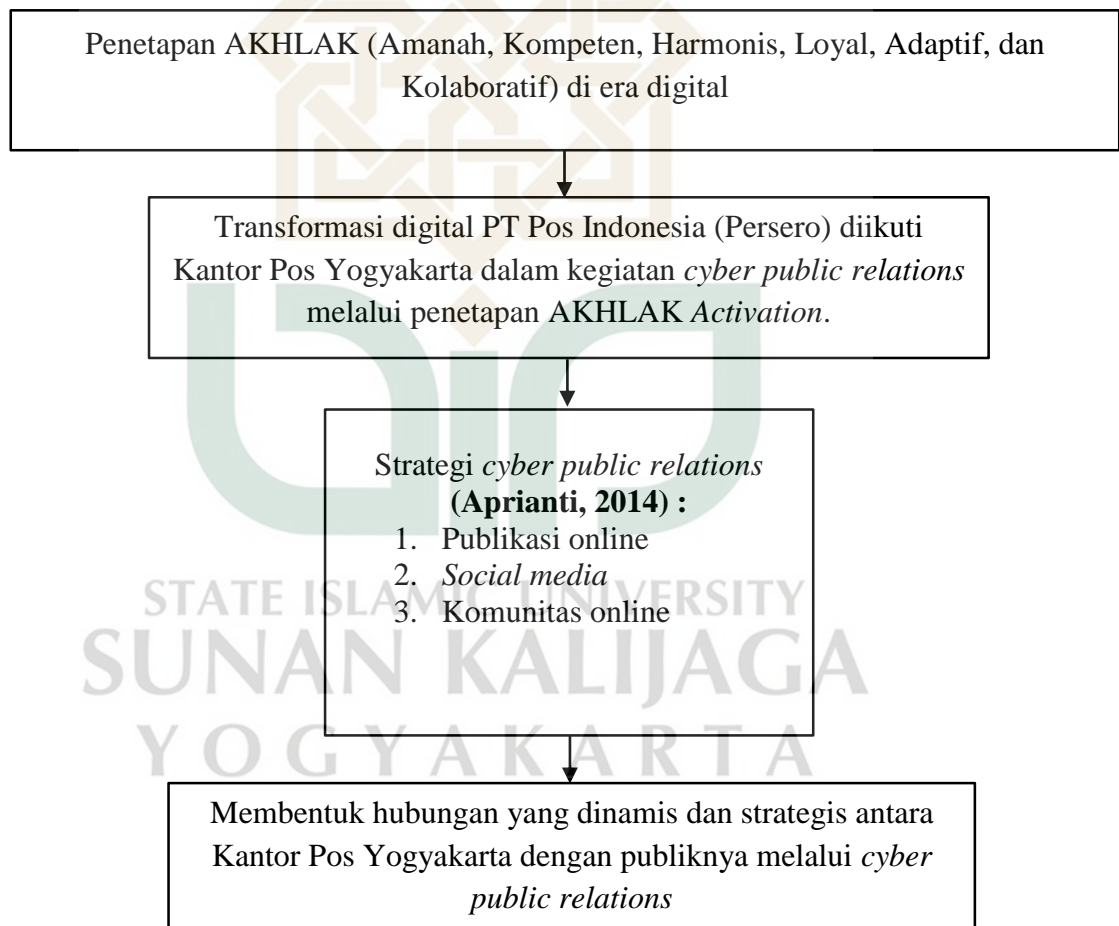 Penetapan AKHLAK (Amanah, Kompeten, Harmonis, Loyal, Adaptif, dan
Kolaboratif) di era digital
Transformasi digital PT Pos Indonesia (Persero) diikuti
Kantor Pos Yogyakarta dalam kegiatan cyber public relations
melalui penetapan AKHLAK Activation.
Strategi cyber public relations
(Aprianti, 2014) :
1. Publikasi online
2. Social media
3. Komunitas online
STATE ISLAMIC UNIVERSITY
SUNAN KALIJAGA
YOGYAKARTA
Membentuk hubungan yang dinamis dan strategis antara
Kantor Pos Yogyakarta dengan publiknya melalui cyber
public relations